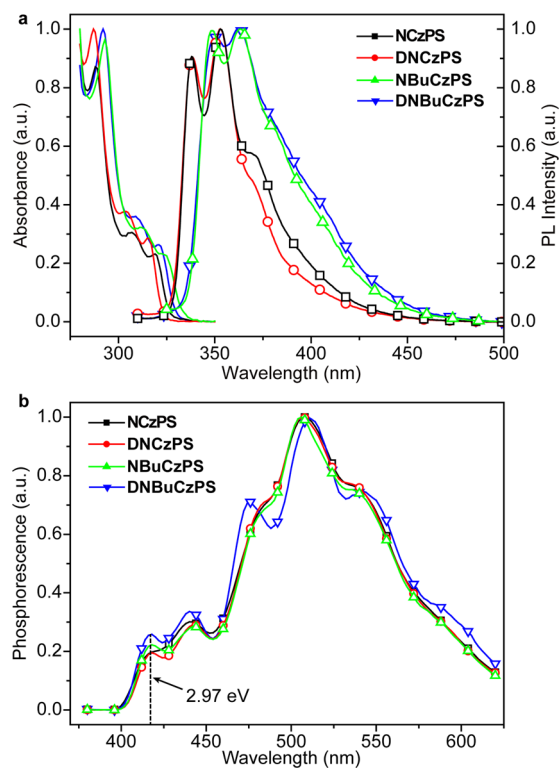 a
NCzPS
DNCzPS
NBuCzPS
DNBuCzPS
1.0
0.8
0.6
0.4
0.2
0.0
Absorbance (a.u.)
1.0
0.8
0.6
0.4
0.2
0.0
PL Intensity (a.u.)
300 350 400 450 500
Wavelength (nm)
b
NCzPS
DNCzPS
NBuCzPS
DNBuCzPS
1.0
0.8
0.6
0.4
0.2
0.0
Phosphorescence (a.u.)
2.97 eV
400 450 500 550 600
Wavelength (nm)